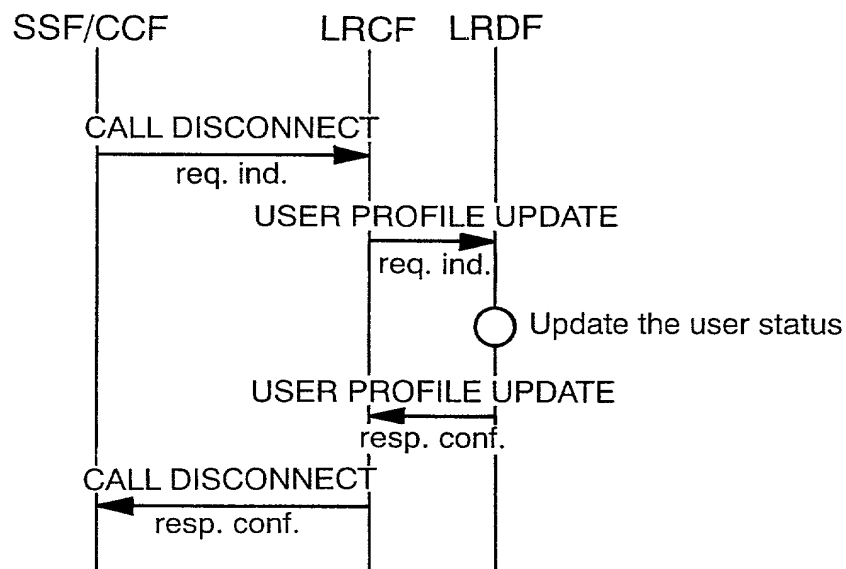 SSF/CCF LRCF LRDF
CALL DISCONNECT
req. ind.
USER PROFILE UPDATE
req. ind.
Update the user status
USER PROFILE UPDATE
resp. conf.
CALL DISCONNECT
resp. conf.